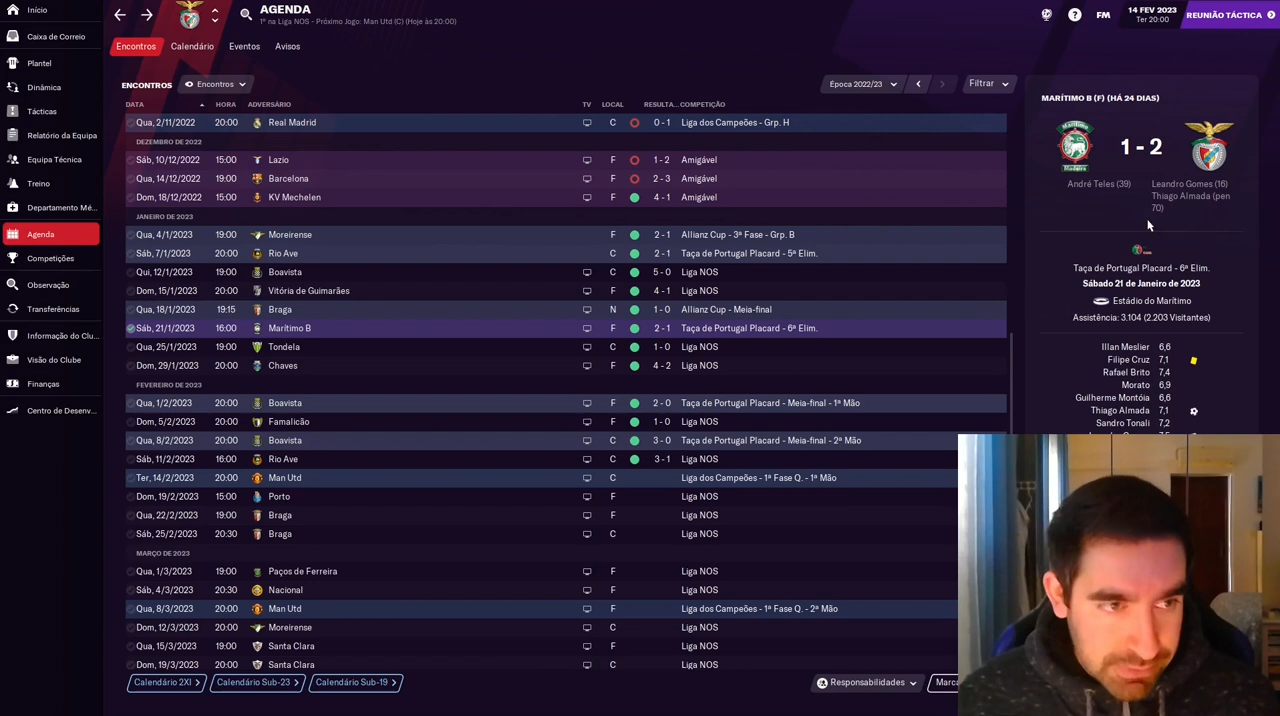 Início
Caixa de Correio
Plantel
Dinâmica
Tácticas
Relatório da Equipa
Equipa Técnica
Treino
Departamento Mé...
Agenda
Competições
Observação
Transferências
Informação do Clu...
Visão do Clube
Finanças
Centro de Desenv...
AGENDA
1º na Liga NOS - Próximo Jogo: Man Utd (C) (Hoje às 20:00)
FM
14 FEV 2023
Ter 20:00
REUNIÃO TÁCTICA
Encontros Calendário Eventos Avisos
ENCONTROS Encontros Época 2022/23 Filtrar
DATA HORA ADVERSÁRIO TV LOCAL RESULTA... COMPETIÇÃO
Qua, 2/11/2022 20:00 Real Madrid C 0 - 1 Liga dos Campeões - Grp. H
DEZEMBRO DE 2022
Sáb, 10/12/2022 15:00 Lazio F 1 - 2 Amigável
Qua, 14/12/2022 19:00 Barcelona F 2 - 3 Amigável
Dom, 18/12/2022 15:00 KV Mechelen F 4 - 1 Amigável
JANEIRO DE 2023
Qua, 4/1/2023 19:00 Moreirense F 2 - 1 Allianz Cup - 3ª Fase - Grp. B
Sáb, 7/1/2023 20:00 Rio Ave C 2 - 1 Taça de Portugal Placard - 5ª Elim.
Qui, 12/1/2023 19:00 Boavista C 5 - 0 Liga NOS
Dom, 15/1/2023 20:00 Vitória de Guimarães F 4 - 1 Liga NOS
Qua, 18/1/2023 19:15 Braga N 1 - 0 Allianz Cup - Meia-final
Sáb, 21/1/2023 16:00 Marítimo B F 2 - 1 Taça de Portugal Placard - 6ª Elim.
Qua, 25/1/2023 19:00 Tondela C 1 - 0 Liga NOS
Dom, 29/1/2023 20:00 Chaves F 4 - 2 Liga NOS
FEVEREIRO DE 2023
Qua, 1/2/2023 20:00 Boavista F 2 - 0 Taça de Portugal Placard - Meia-final - 1ª Mão
Dom, 5/2/2023 20:00 Famalicão F 1 - 0 Liga NOS
Qua, 8/2/2023 20:00 Boavista C 3 - 0 Taça de Portugal Placard - Meia-final - 2ª Mão
Sáb, 11/2/2023 16:00 Rio Ave C 3 - 1 Liga NOS
Ter, 14/2/2023 20:00 Man Utd C Liga dos Campeões - 1ª Fase Q. - 1ª Mão
Dom, 19/2/2023 15:00 Porto F Liga NOS
Qua, 22/2/2023 19:00 Braga F Liga NOS
Sáb, 25/2/2023 20:30 Braga C Liga NOS
MARÇO DE 2023
Qua, 1/3/2023 19:00 Paços de Ferreira F Liga NOS
Sáb, 4/3/2023 20:30 Nacional F Liga NOS
Qua, 8/3/2023 20:00 Man Utd F Liga dos Campeões - 1ª Fase Q. - 2ª Mão
Dom, 12/3/2023 20:00 Moreirense C Liga NOS
Qua, 15/3/2023 19:00 Santa Clara F Liga NOS
Dom, 19/3/2023 20:00 Santa Clara C Liga NOS
Calendário 2XI Calendário Sub-23 Calendário Sub-19 Responsabilidades Marca
MARÍTIMO B (F) (HÁ 24 DIAS)
1 - 2
André Teles (39)
Leandro Gomes (16)
Thiago Almada (pen
70)
Taça de Portugal Placard - 6ª Elim.
Sábado 21 de Janeiro de 2023
Estádio do Marítimo
Assistência: 3.104 (2.203 Visitantes)
Illan Meslier 6,6
Filipe Cruz 7,1
Rafael Brito 7,4
Morato 6,9
Guilherme Montóia 6,6
Thiago Almada 7,1
Sandro Tonali 7,2